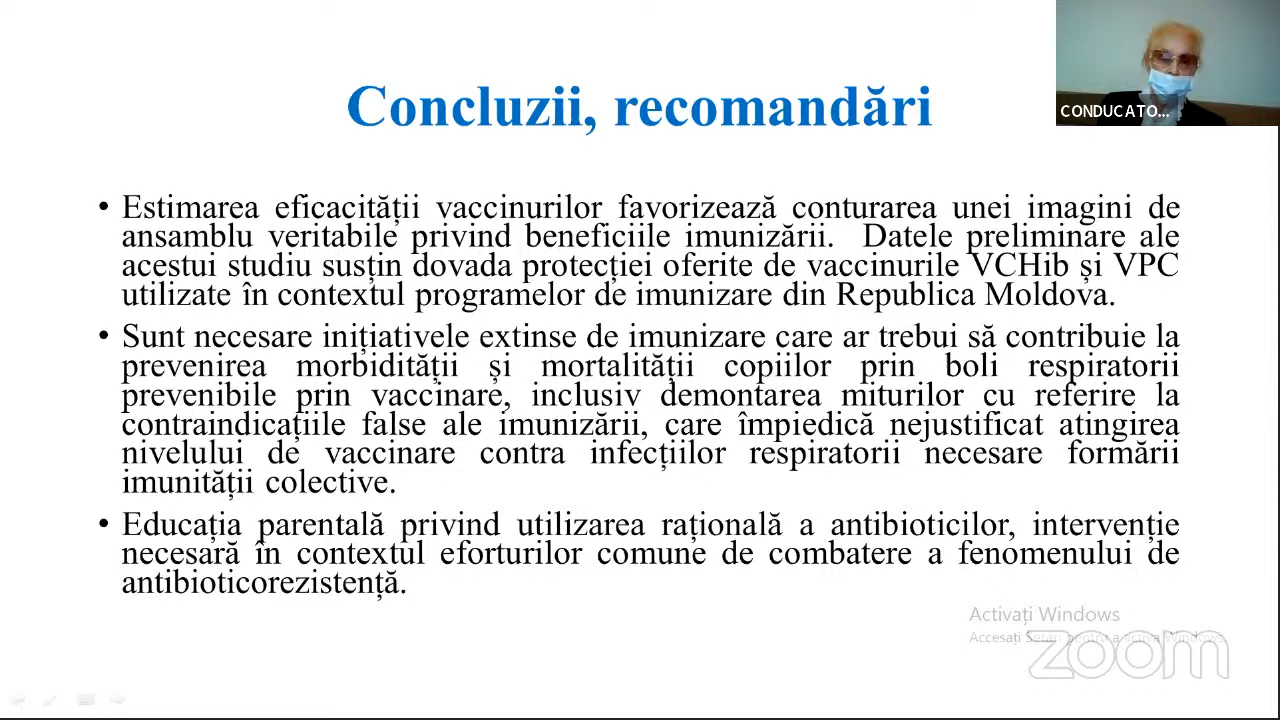 Concluzii, recomandări
CONDUCATO...
• Estimarea eficacității vaccinurilor favorizează conturarea unei imagini de
ansamblu veritabile privind beneficiile imunizării. Datele preliminare ale
acestui studiu susțin dovada protecției oferite de vaccinurile VCHib și VPC
utilizate în contextul programelor de imunizare din Republica Moldova.
• Sunt necesare inițiativele extinse de imunizare care ar trebui să contribuie la
prevenirea morbidității și mortalității copiilor prin boli respiratorii
prevenibile prin vaccinare, inclusiv demontarea miturilor cu referire la
contraindicațiile false ale imunizării, care împiedică nejustificat atingirea
nivelului de vaccinare contra infecțiilor respiratorii necesare formării
imunității colective.
• Educația parentală privind utilizarea rațională a antibioticilor, intervenție
necesară în contextul eforturilor comune de combatere a fenomenului de
antibioticorezistență.
Activați Windows
Accesați Setări pentru a activa Windows.
zoom